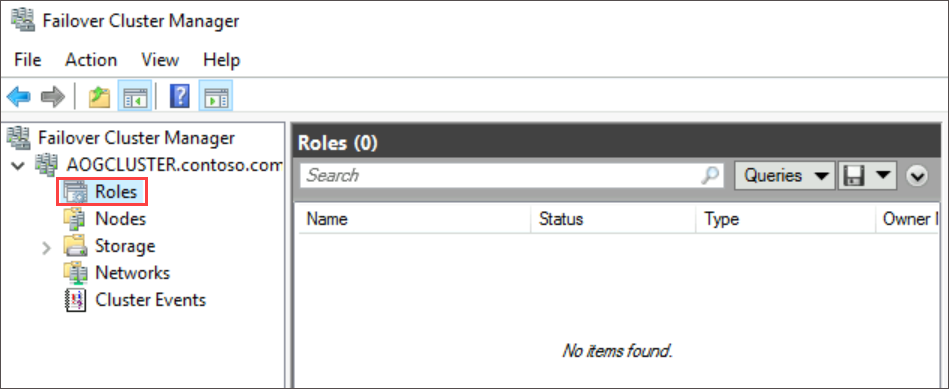 Failover Cluster Manager
File Action View Help
Failover Cluster Manager
AOGCLUSTER.contoso.com
Roles
Nodes
Storage
Networks
Cluster Events
Roles (0)
Search
Queries
Name Status Type Owner
No items found.